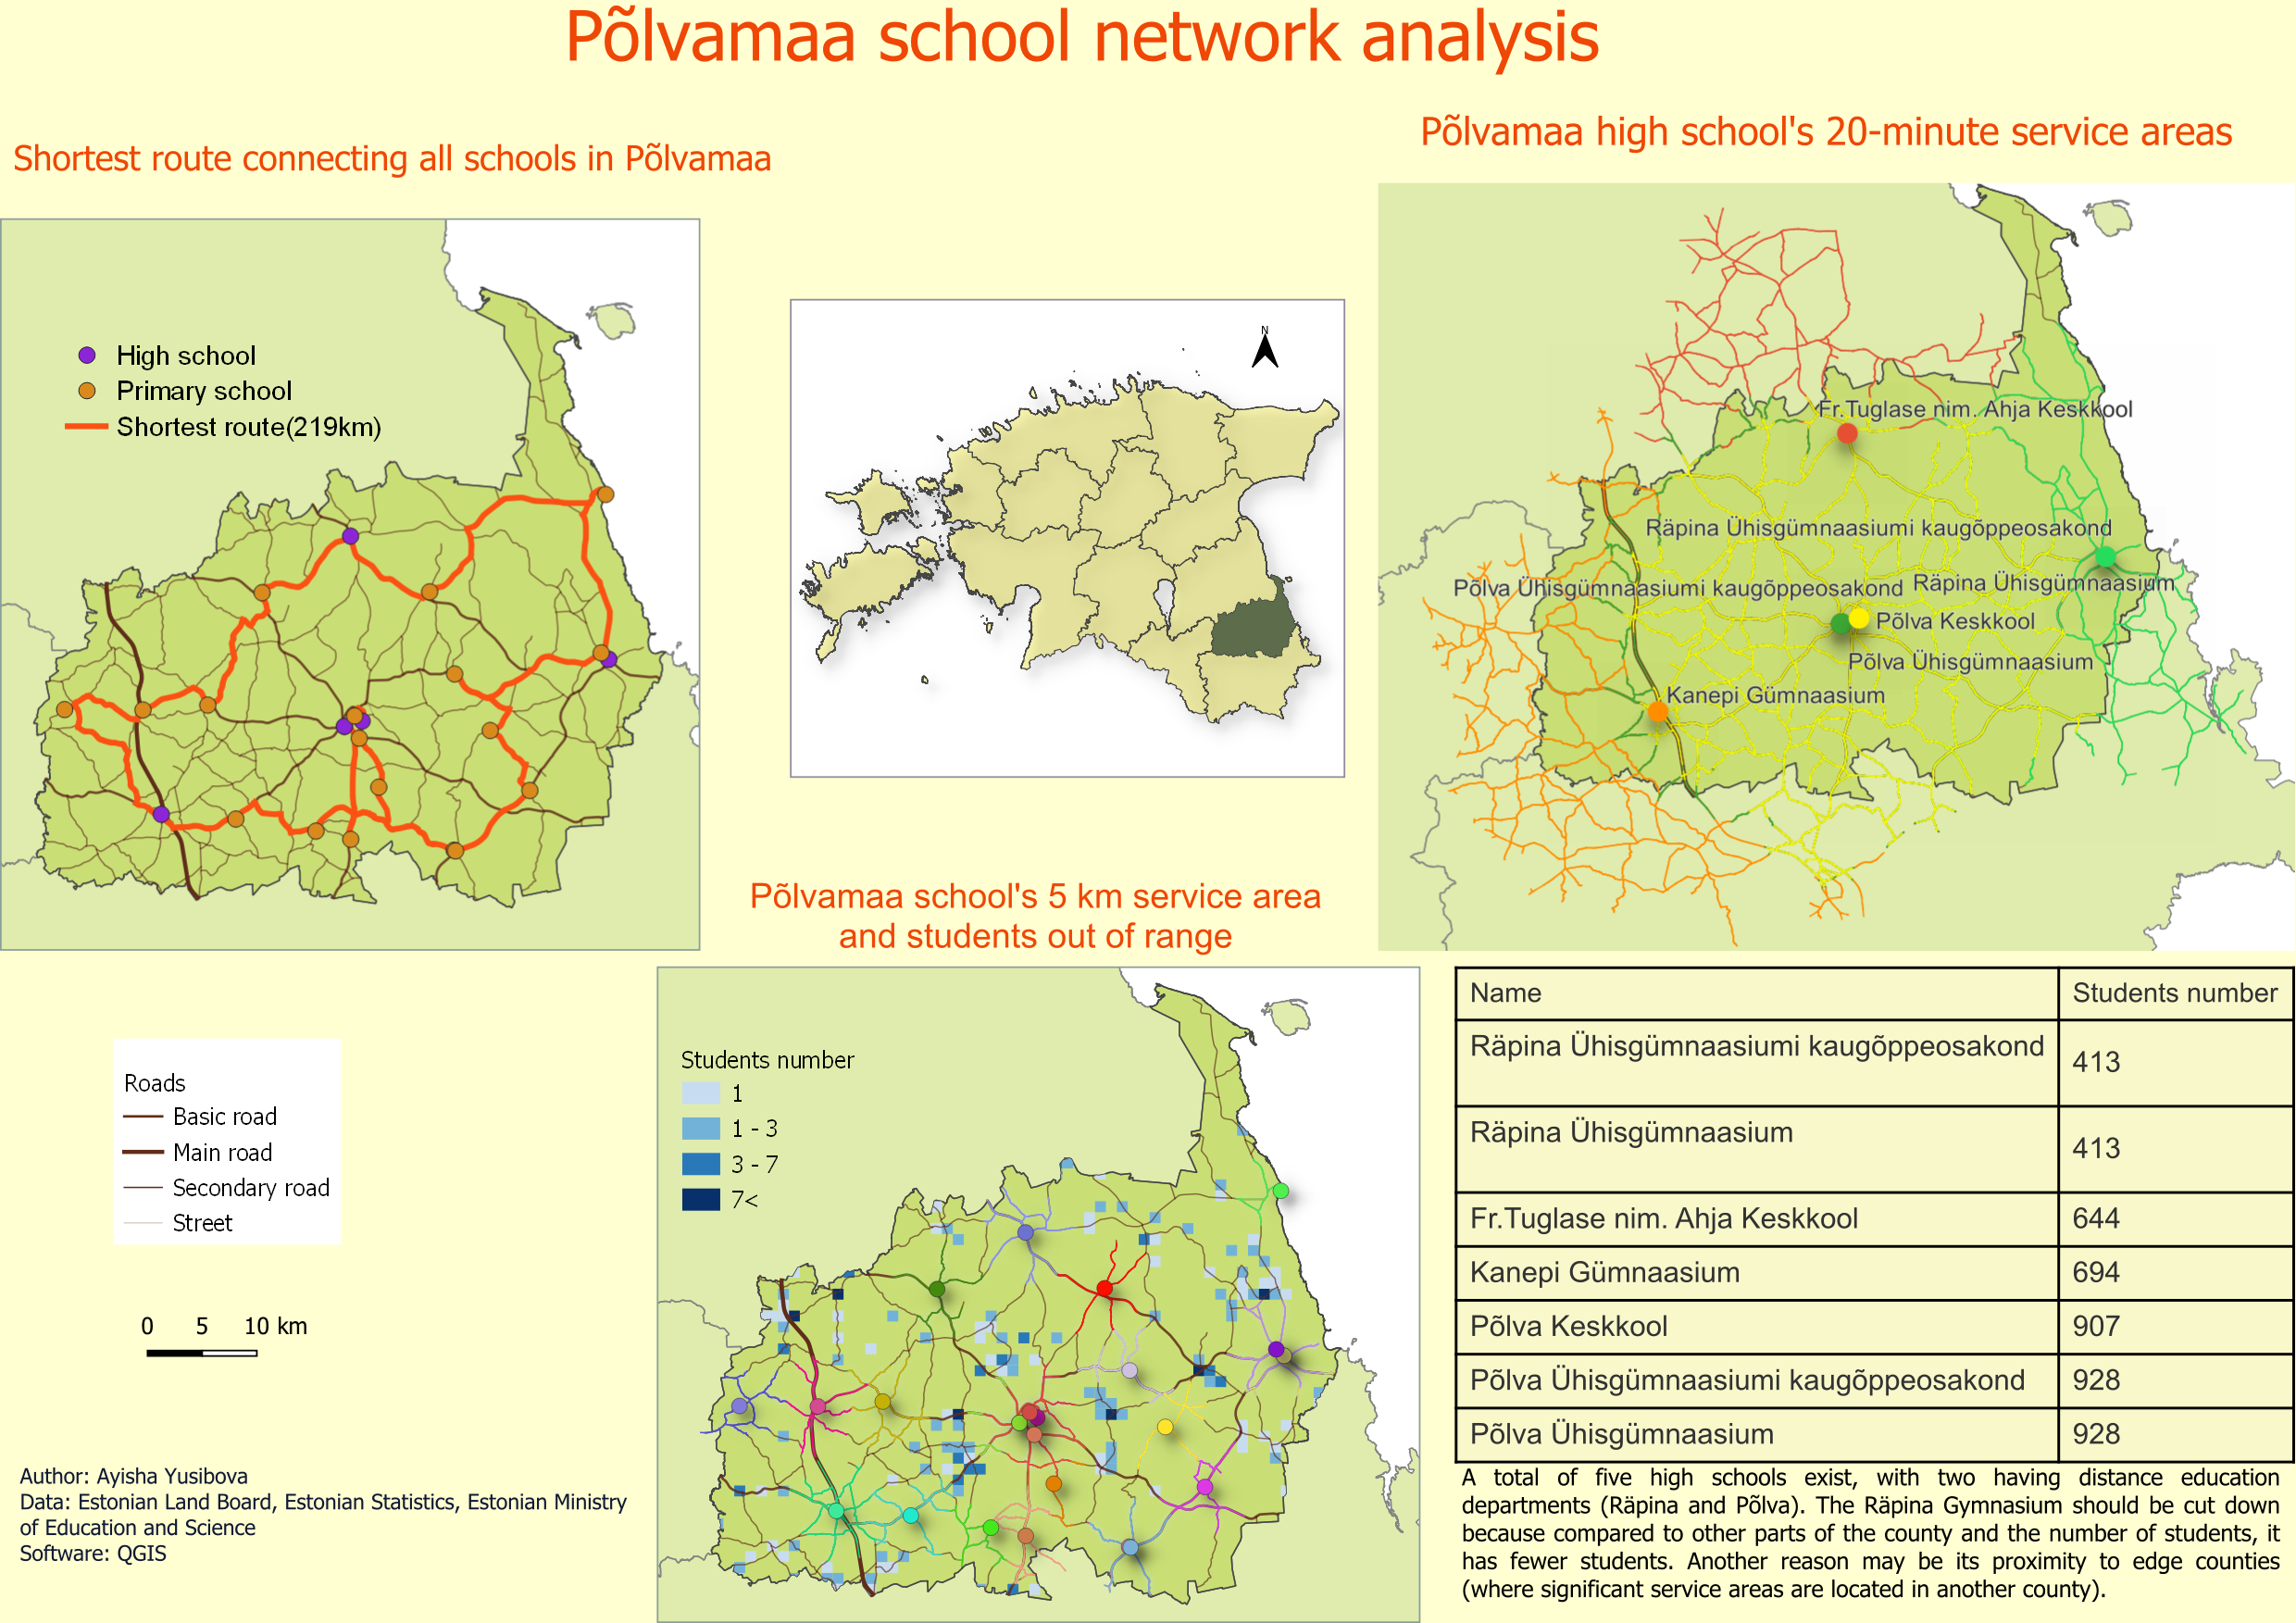 Põlvamaa school network analysis
Shortest route connecting all schools in Põlvamaa
High school
Primary school
Shortest route(219km)
N
Põlvamaa high school's 20-minute service areas
Fr.Tuglase nim. Ahja Keskkool
Räpina Ühisgümnaasiumi kaugõppeosakond
Põlva Ühisgümnaasiumi kaugõppeosakond
Räpina Ühisgümnaasium
Põlva Keskkool
Põlva Ühisgümnaasium
Kanepi Gümnaasium
Põlvamaa school's 5 km service area
and students out of range
Students number
1
1 - 3
3 - 7
7<
Roads
Basic road
Main road
Secondary road
Street
0 5 10 km
Author: Ayisha Yusibova
Data: Estonian Land Board, Estonian Statistics, Estonian Ministry
of Education and Science
Software: QGIS
Name Students number
Räpina Ühisgümnaasiumi kaugõppeosakond 413
Räpina Ühisgümnaasium 413
Fr.Tuglase nim. Ahja Keskkool 644
Kanepi Gümnaasium 694
Põlva Keskkool 907
Põlva Ühisgümnaasiumi kaugõppeosakond 928
Põlva Ühisgümnaasium 928
A total of five high schools exist, with two having distance education
departments (Räpina and Põlva). The Räpina Gymnasium should be cut down
because compared to other parts of the county and the number of students, it
has fewer students. Another reason may be its proximity to edge counties
(where significant service areas are located in another county).